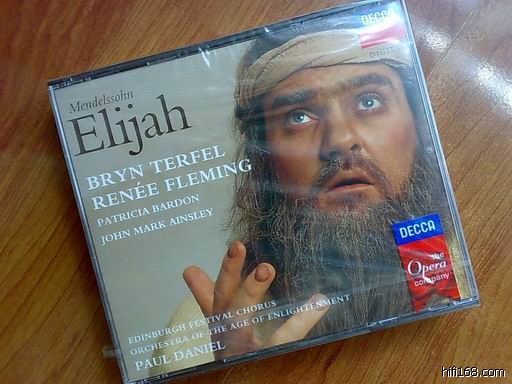 DECCA
DIGIT
Mendelssohn
Elijah
BRYN TERFEL
RENÉE FLEMING
PATRICIA BARDON
JOHN MARK AINSLEY
DECCA
the
Opera
company
EDINBURGH FESTIVAL CHORUS
ORCHESTRA OF THE AGE OF ENLIGHTENMENT
PAUL DANIEL
hifi168.com